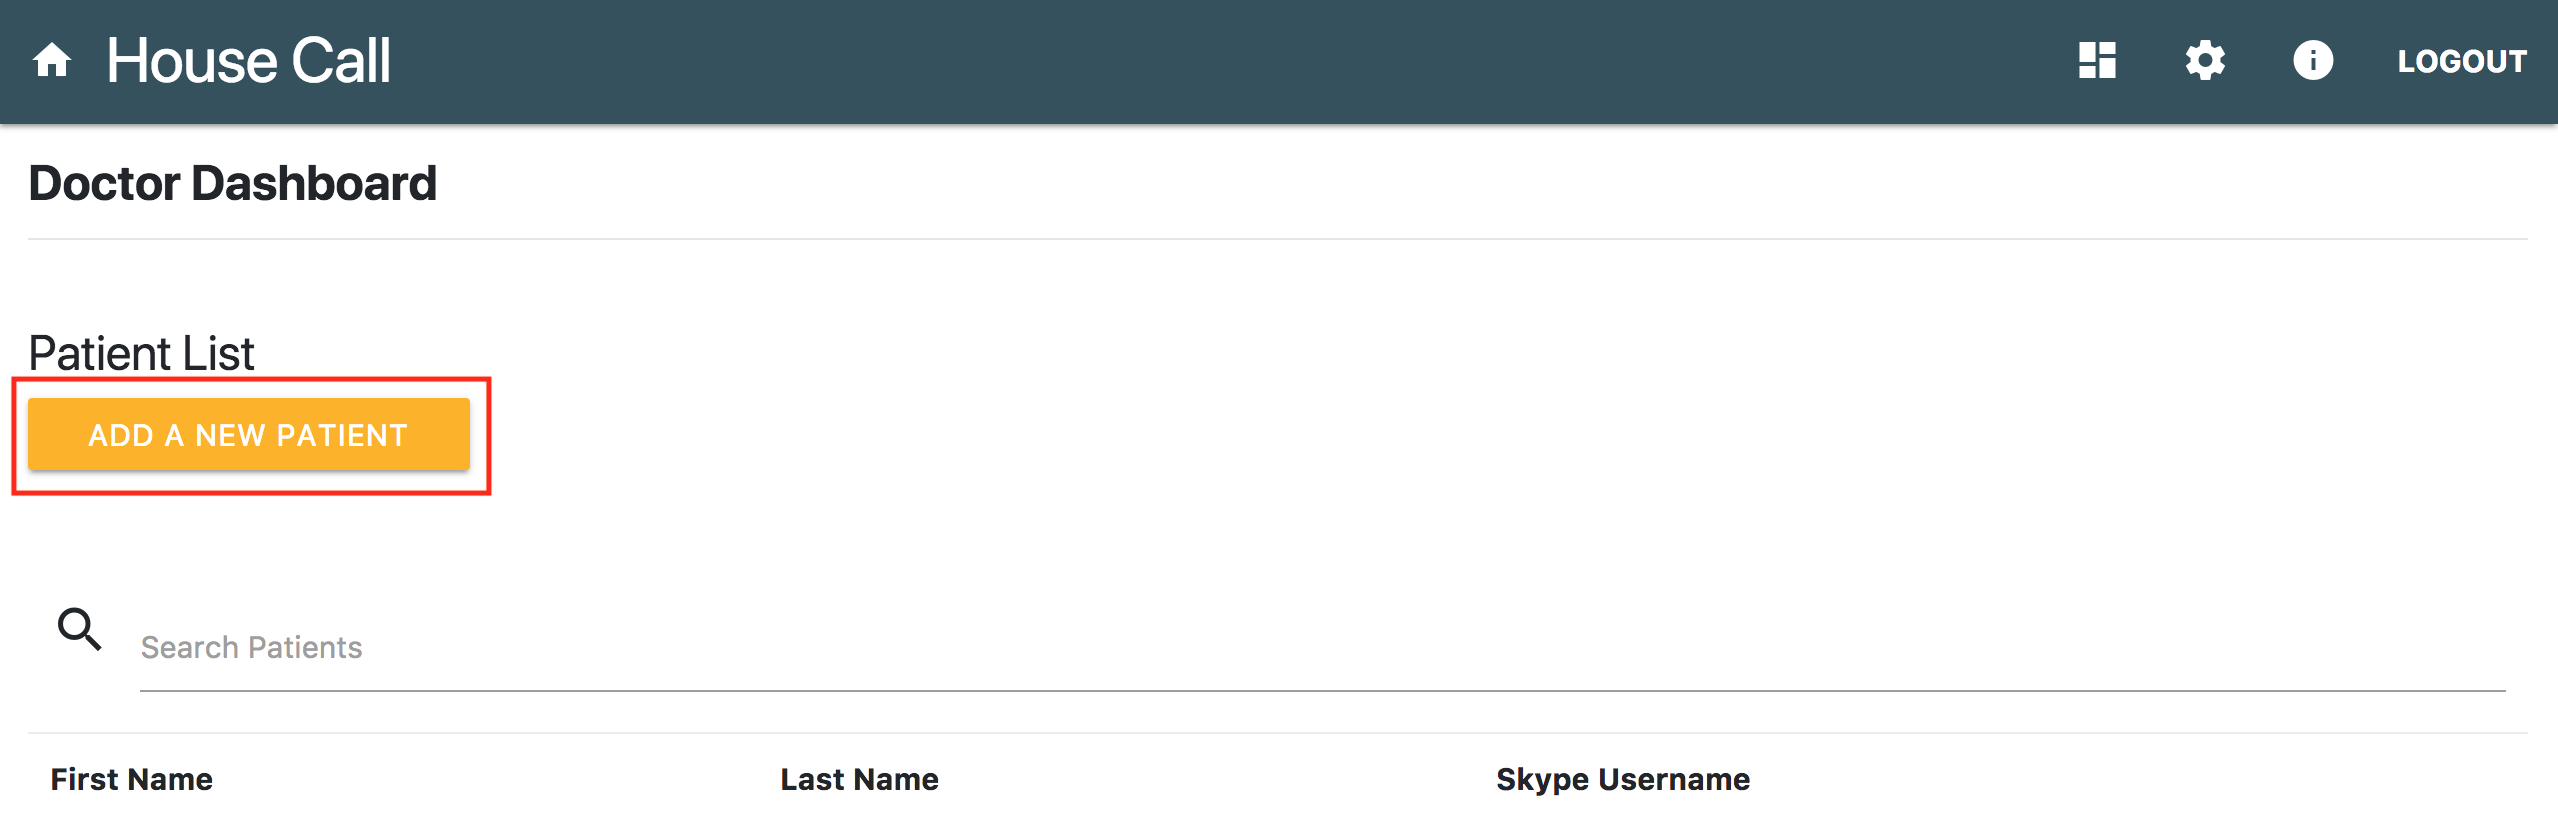 House Call
LOGOUT
Doctor Dashboard
Patient List
ADD A NEW PATIENT
Search Patients
First Name Last Name Skype Username